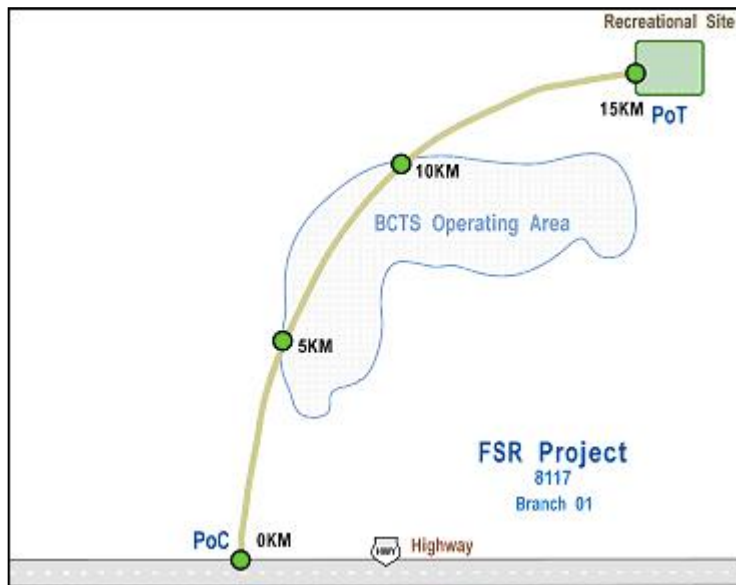 Recreational Site
15KM
PoT
10KM
BCTS Operating Area
5KM
FSR Project
8117
Branch 01
PoC
0KM
HWY
Highway